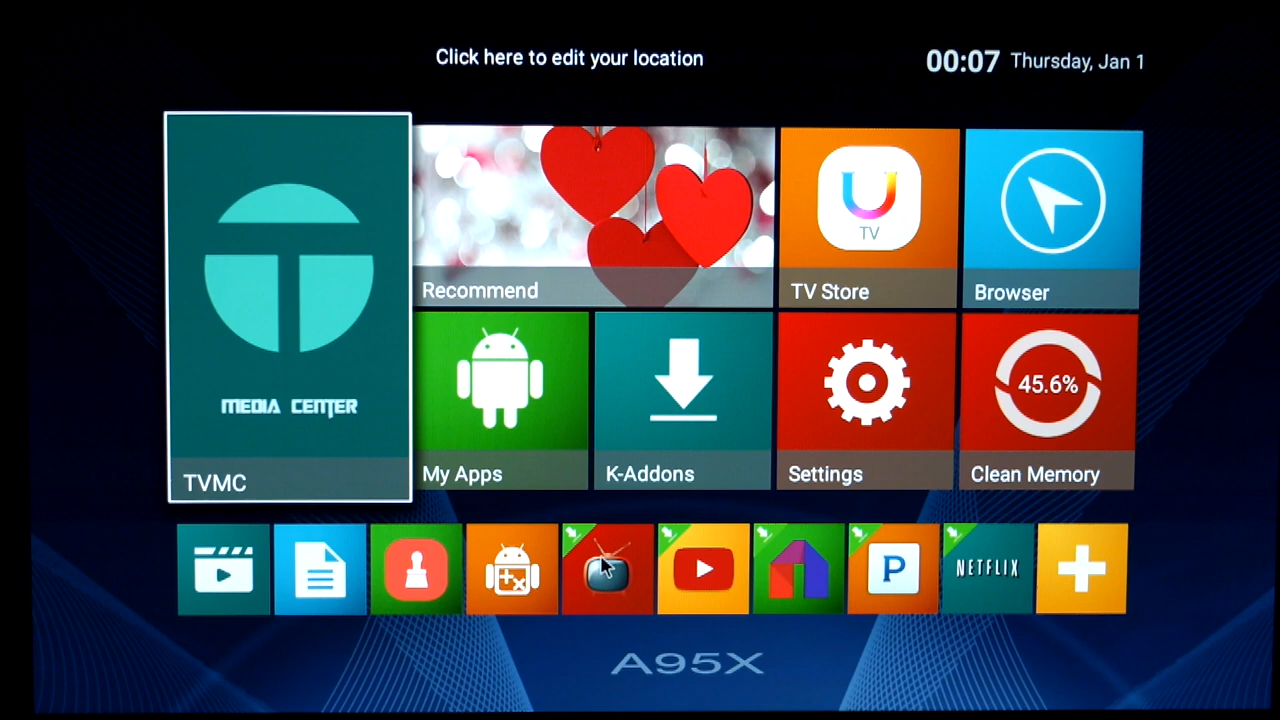 Click here to edit your location
00:07 Thursday, Jan 1
MEDIA CENTER
TVMC
Recommend
TV
TV Store
Browser
My Apps
K-Addons
Settings
45.6%
Clean Memory
P
NETFLIX
A95X